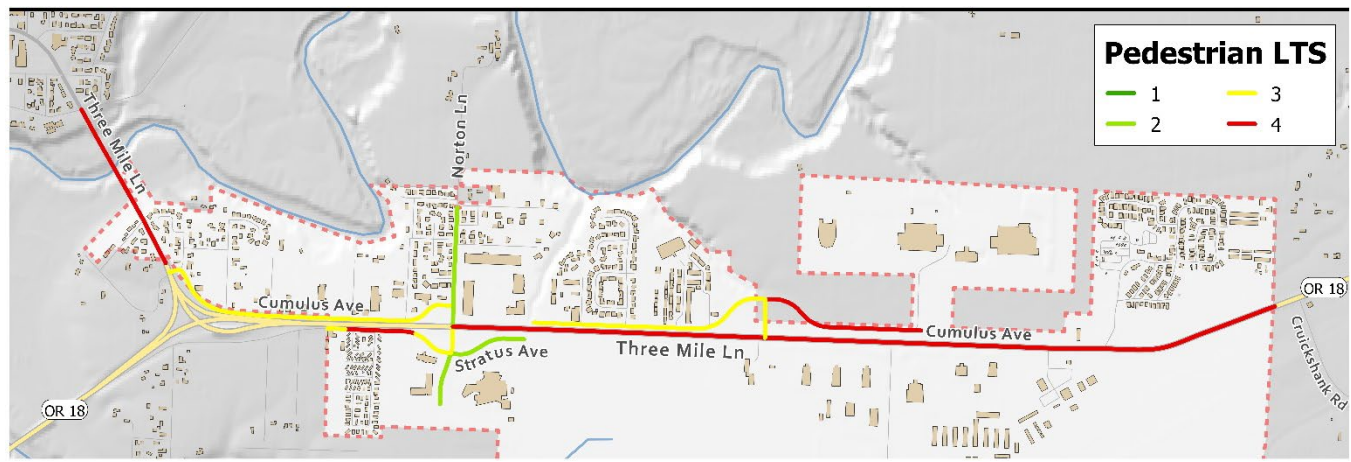 Pedestrian LTS
1
3
2
4
Three Mile Ln
Norton Ln
Cumulus Ave
Stratus Ave
Three Mile Ln
Cumulus Ave
OR 18
Cruickshank Rd
OR 18